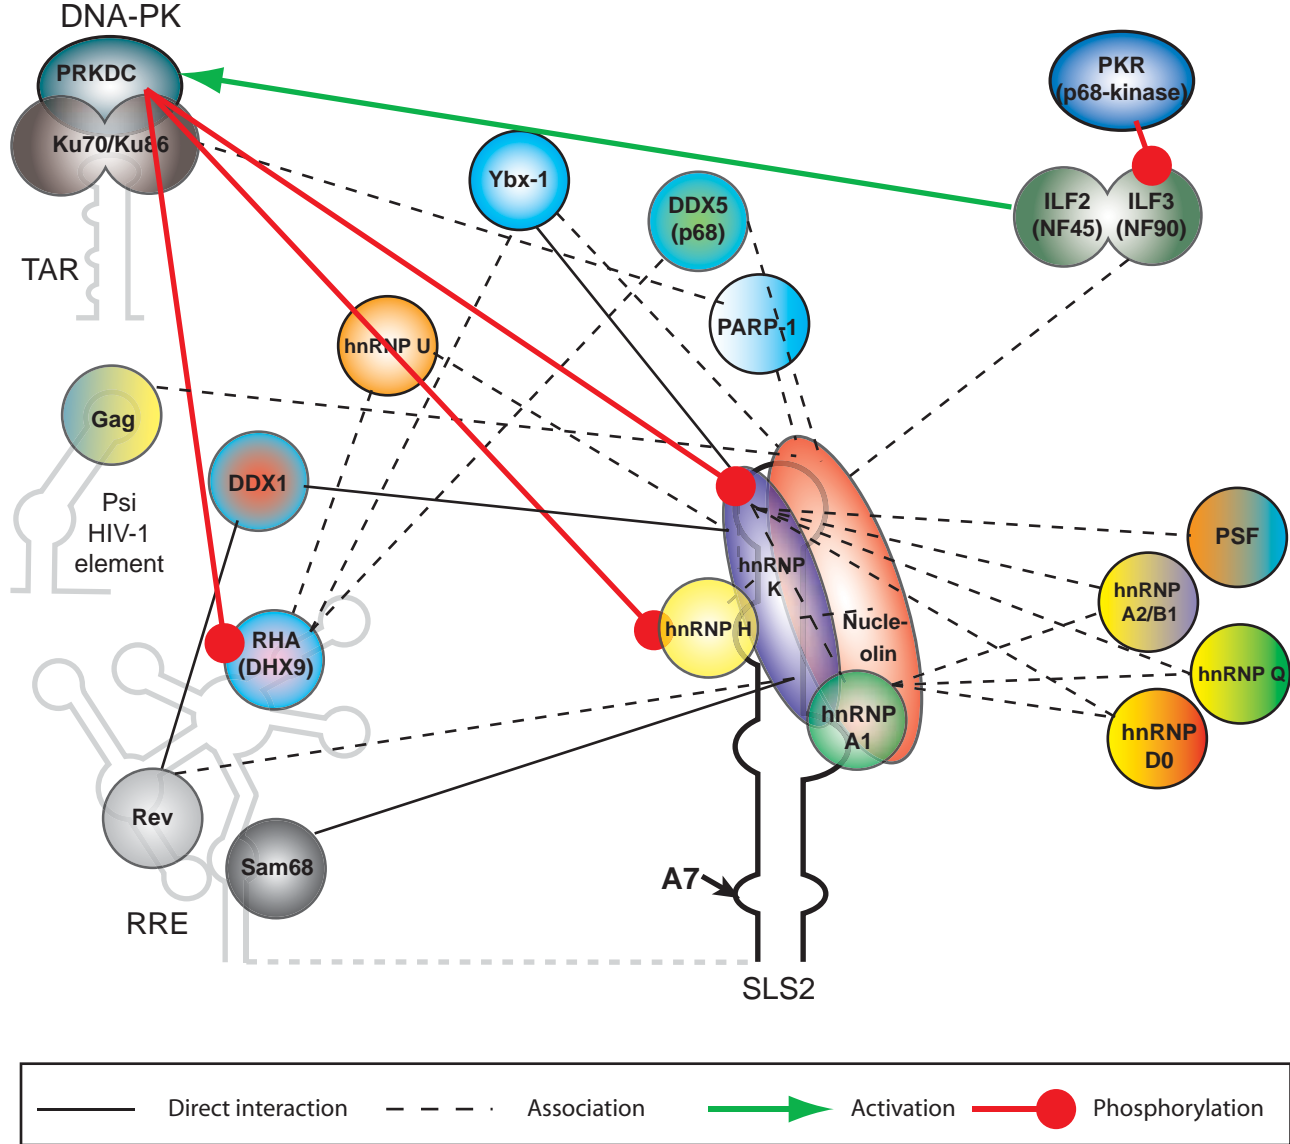 DNA-PK
PRKDC
Ku70/Ku86
TAR
PKR
(p68-kinase)
Ybx-1
DDX5
(p68)
ILF2
(NF45)
ILF3
(NF90)
PARP-1
hnRNP U
Gag
DDX1
Psi
HIV-1
element
PSF
hnRNP
K
hnRNP
A2/B1
hnRNP H
Nucle-
olin
RHA
(DHX9)
hnRNP Q
hnRNP
A1
hnRNP
D0
Rev
Sam68
A7
RRE
SLS2
Direct interaction
Association
Activation
Phosphorylation